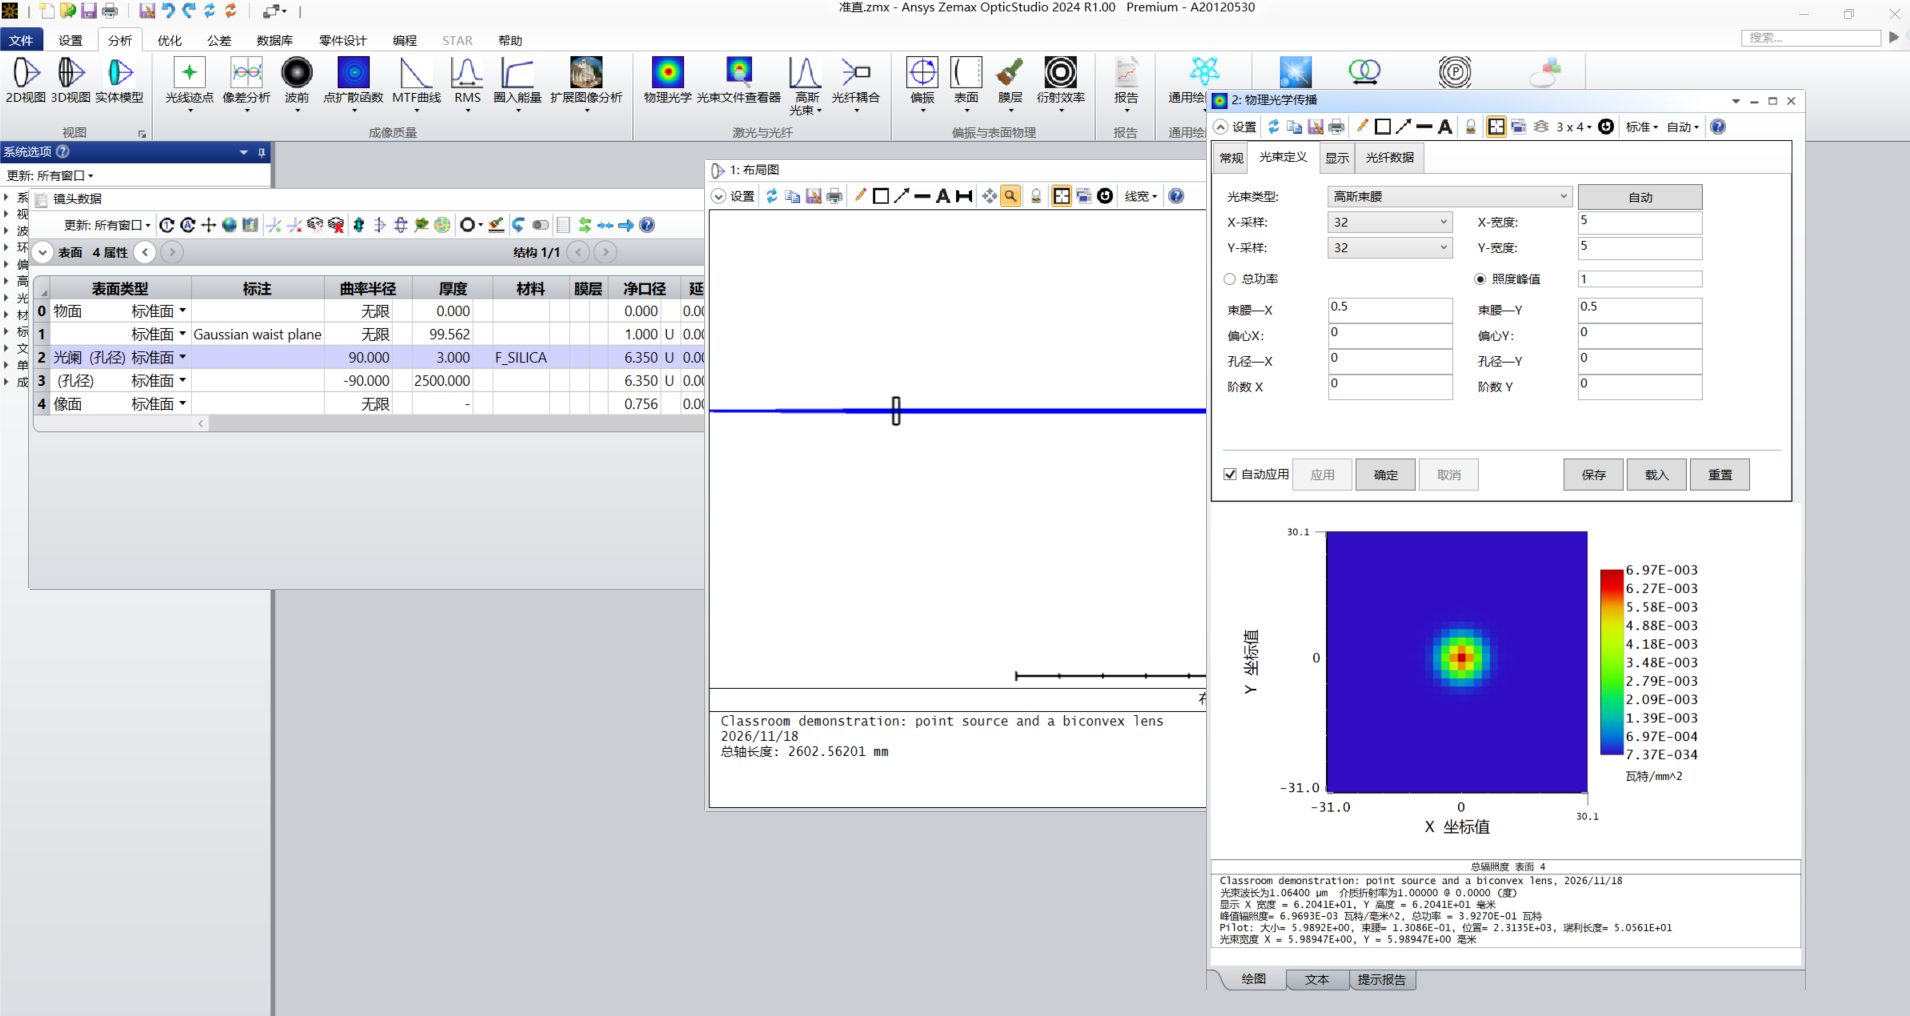 准直.zmx - Ansys Zemax OpticStudio 2024 R1.00   Premium - A20120530
文件 设置 分析 优化 公差 数据库 零件设计 编程 STAR 帮助
搜索...
2D视图 3D视图 实体模型 光线迹点 像差分析 波前 点扩散函数 MTF曲线 RMS 圈入能量 扩展图像分析 物理光学 光束文件查看器 高斯光束 光纤耦合 偏振 表面 膜层 衍射效率 报告 通用绘
视图 成像质量 激光与光纤 偏振与表面物理 报告 通用绘
系统选项
更新: 所有窗口
系
视
波
环
偏
高
光
材
标
文
单
成
镜头数据
更新: 所有窗口
表面 4 属性 结构 1/1
表面类型 标注 曲率半径 厚度 材料 膜层 净口径 延
0 物面 标准面 无限 0.000 0.000 0.00
1 标准面 Gaussian waist plane 无限 99.562 1.000 U 0.00
2 光阑 (孔径) 标准面 90.000 3.000 F_SILICA 6.350 U 0.00
3 (孔径) 标准面 -90.000 2500.000 6.350 U 0.00
4 像面 标准面 无限 - 0.756 0.00
1: 布局图
设置 线宽
Classroom demonstration: point source and a biconvex lens
2026/11/18
总轴长度: 2602.56201 mm
2: 物理光学传播
设置 3 x 4 标准 自动
常规 光束定义 显示 光纤数据
光束类型: 高斯束腰 自动
X-采样: 32 X-宽度: 5
Y-采样: 32 Y-宽度: 5
总功率 照度峰值 1
束腰—X 0.5 束腰—Y 0.5
偏心X: 0 偏心Y: 0
孔径—X 0 孔径—Y 0
阶数 X 0 阶数 Y 0
自动应用 应用 确定 取消 保存 载入 重置
30.1
0
-31.0
Y 坐标值
-31.0 0 30.1
X 坐标值
6.97E-003
6.27E-003
5.58E-003
4.88E-003
4.18E-003
3.48E-003
2.79E-003
2.09E-003
1.39E-003
6.97E-004
7.37E-034
瓦特/mm^2
总辐照度 表面 4
Classroom demonstration: point source and a biconvex lens, 2026/11/18
光束波长为1.06400 µm  介质折射率为1.00000 @ 0.0000 (度)
显示 X 宽度 = 6.2041E+01, Y 高度 = 6.2041E+01 毫米
峰值辐照度= 6.9693E-03 瓦特/毫米^2, 总功率 = 3.9270E-01 瓦特
Pilot: 大小= 5.9892E+00, 束腰= 1.3086E-01, 位置= 2.3135E+03, 瑞利长度= 5.0561E+01
光束宽度 X = 5.98947E+00, Y = 5.98947E+00 毫米
绘图 文本 提示报告